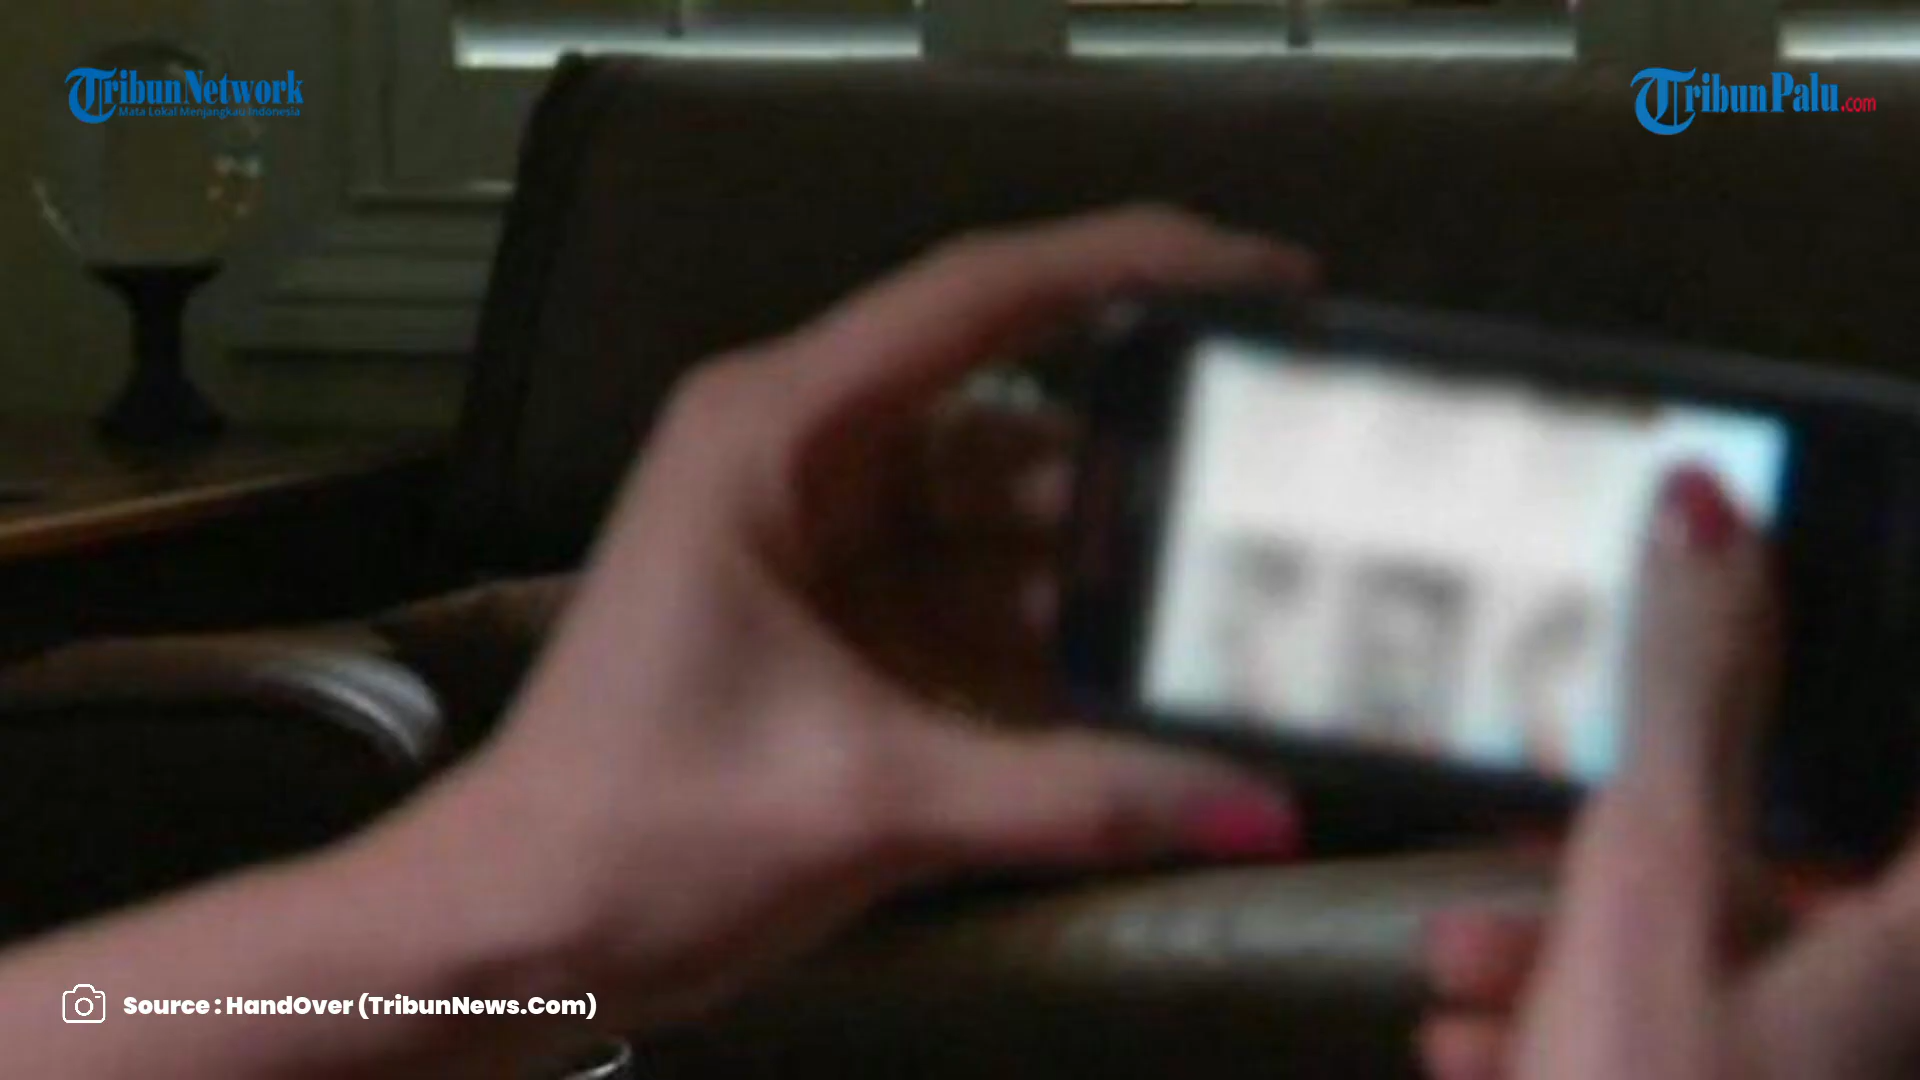 TribunNetwork
Mata Lokal Menjangkau Indonesia
TribunPalu.com
Source : HandOver (TribunNews.Com)